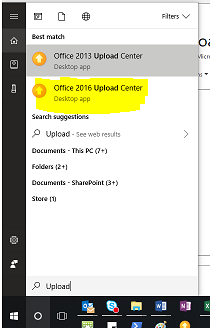 Filters
Best match
Office 2013 Upload Center
Desktop app
Office 2016 Upload Center
Desktop app
Search suggestions
Upload - See web results
Documents - This PC (7+)
Folders (2+)
Documents - SharePoint (3+)
Store (1)
Upload